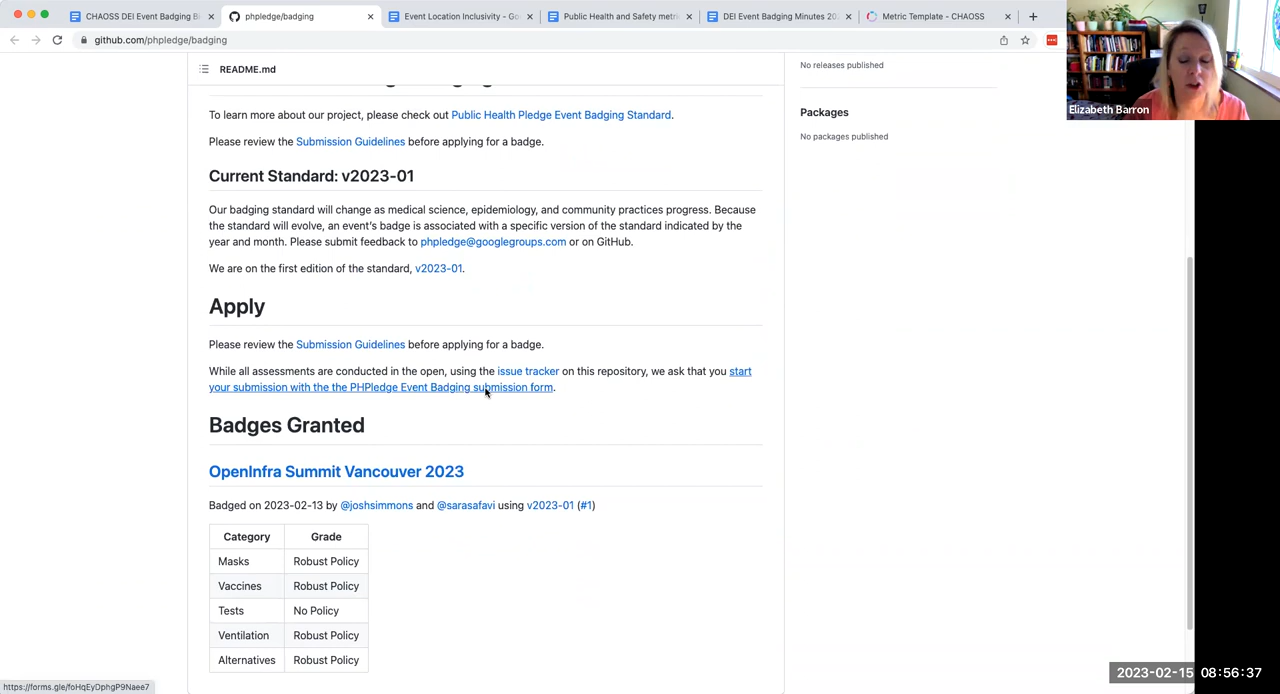 CHAOSS DEI Event Badging B
phpledge/badging
Event Location Inclusivity - Go
Public Health and Safety metri
DEI Event Badging Minutes 202
Metric Template - CHAOSS
github.com/phpledge/badging
Elizabeth Barron
README.md
To learn more about our project, please check out Public Health Pledge Event Badging Standard.
Please review the Submission Guidelines before applying for a badge.
Current Standard: v2023-01
Our badging standard will change as medical science, epidemiology, and community practices progress. Because
the standard will evolve, an event's badge is associated with a specific version of the standard indicated by the
year and month. Please submit feedback to phpledge@googlegroups.com or on GitHub.
We are on the first edition of the standard, v2023-01.
Apply
Please review the Submission Guidelines before applying for a badge.
While all assessments are conducted in the open, using the issue tracker on this repository, we ask that you start
your submission with the the PHPledge Event Badging submission form.
Badges Granted
OpenInfra Summit Vancouver 2023
Badged on 2023-02-13 by @joshsimmons and @sarasafavi using v2023-01 (#1)
Category Grade
Masks Robust Policy
Vaccines Robust Policy
Tests No Policy
Ventilation Robust Policy
Alternatives Robust Policy
No releases published
Packages
No packages published
https://forms.gle/foHqEyDphgP9Naee7
2023-02-15 08:56:37